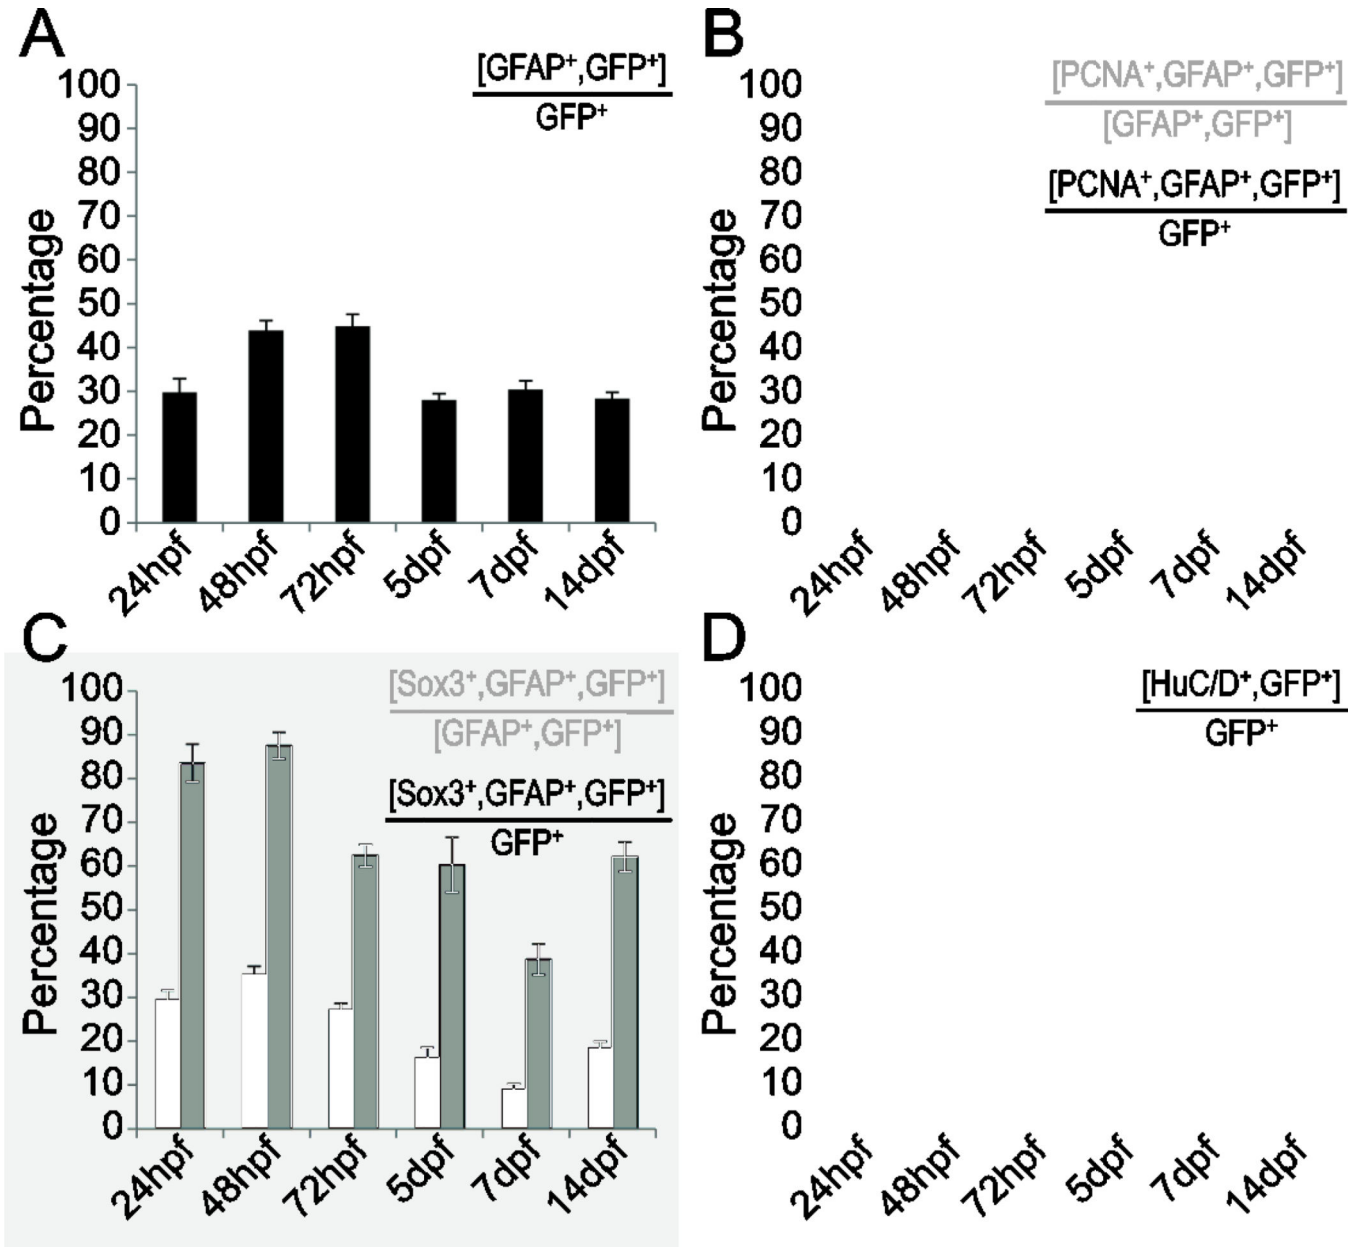 A
[GFAP⁺,GFP⁺]
GFP⁺
Percentage
100
90
80
70
60
50
40
30
20
10
0
24hpf
48hpf
72hpf
5dpf
7dpf
14dpf
B
[PCNA⁺,GFAP⁺,GFP⁺]
[GFAP⁺,GFP⁺]
[PCNA⁺,GFAP⁺,GFP⁺]
GFP⁺
Percentage
100
90
80
70
60
50
40
30
20
10
0
24hpf
48hpf
72hpf
5dpf
7dpf
14dpf
C
[Sox3⁺,GFAP⁺,GFP⁺]
[GFAP⁺,GFP⁺]
[Sox3⁺,GFAP⁺,GFP⁺]
GFP⁺
Percentage
100
90
80
70
60
50
40
30
20
10
0
24hpf
48hpf
72hpf
5dpf
7dpf
14dpf
D
[HuC/D⁺,GFP⁺]
GFP⁺
Percentage
100
90
80
70
60
50
40
30
20
10
0
24hpf
48hpf
72hpf
5dpf
7dpf
14dpf